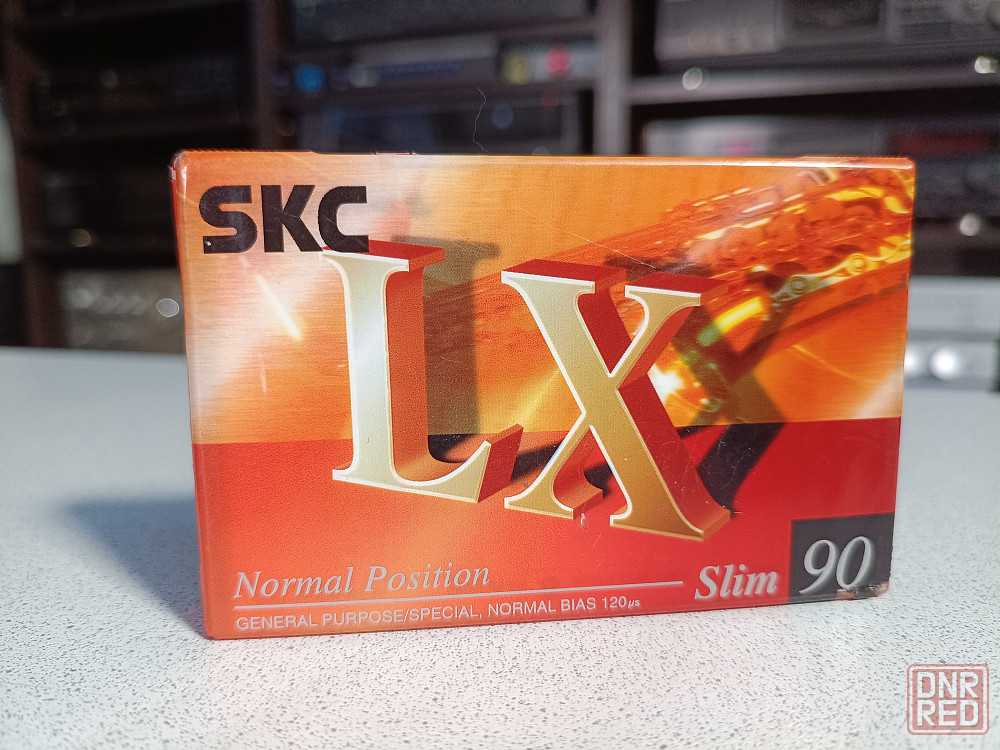 SKC
LX
Normal Position
GENERAL PURPOSE/SPECIAL, NORMAL BIAS 120µs
Slim 90
DNR
RED